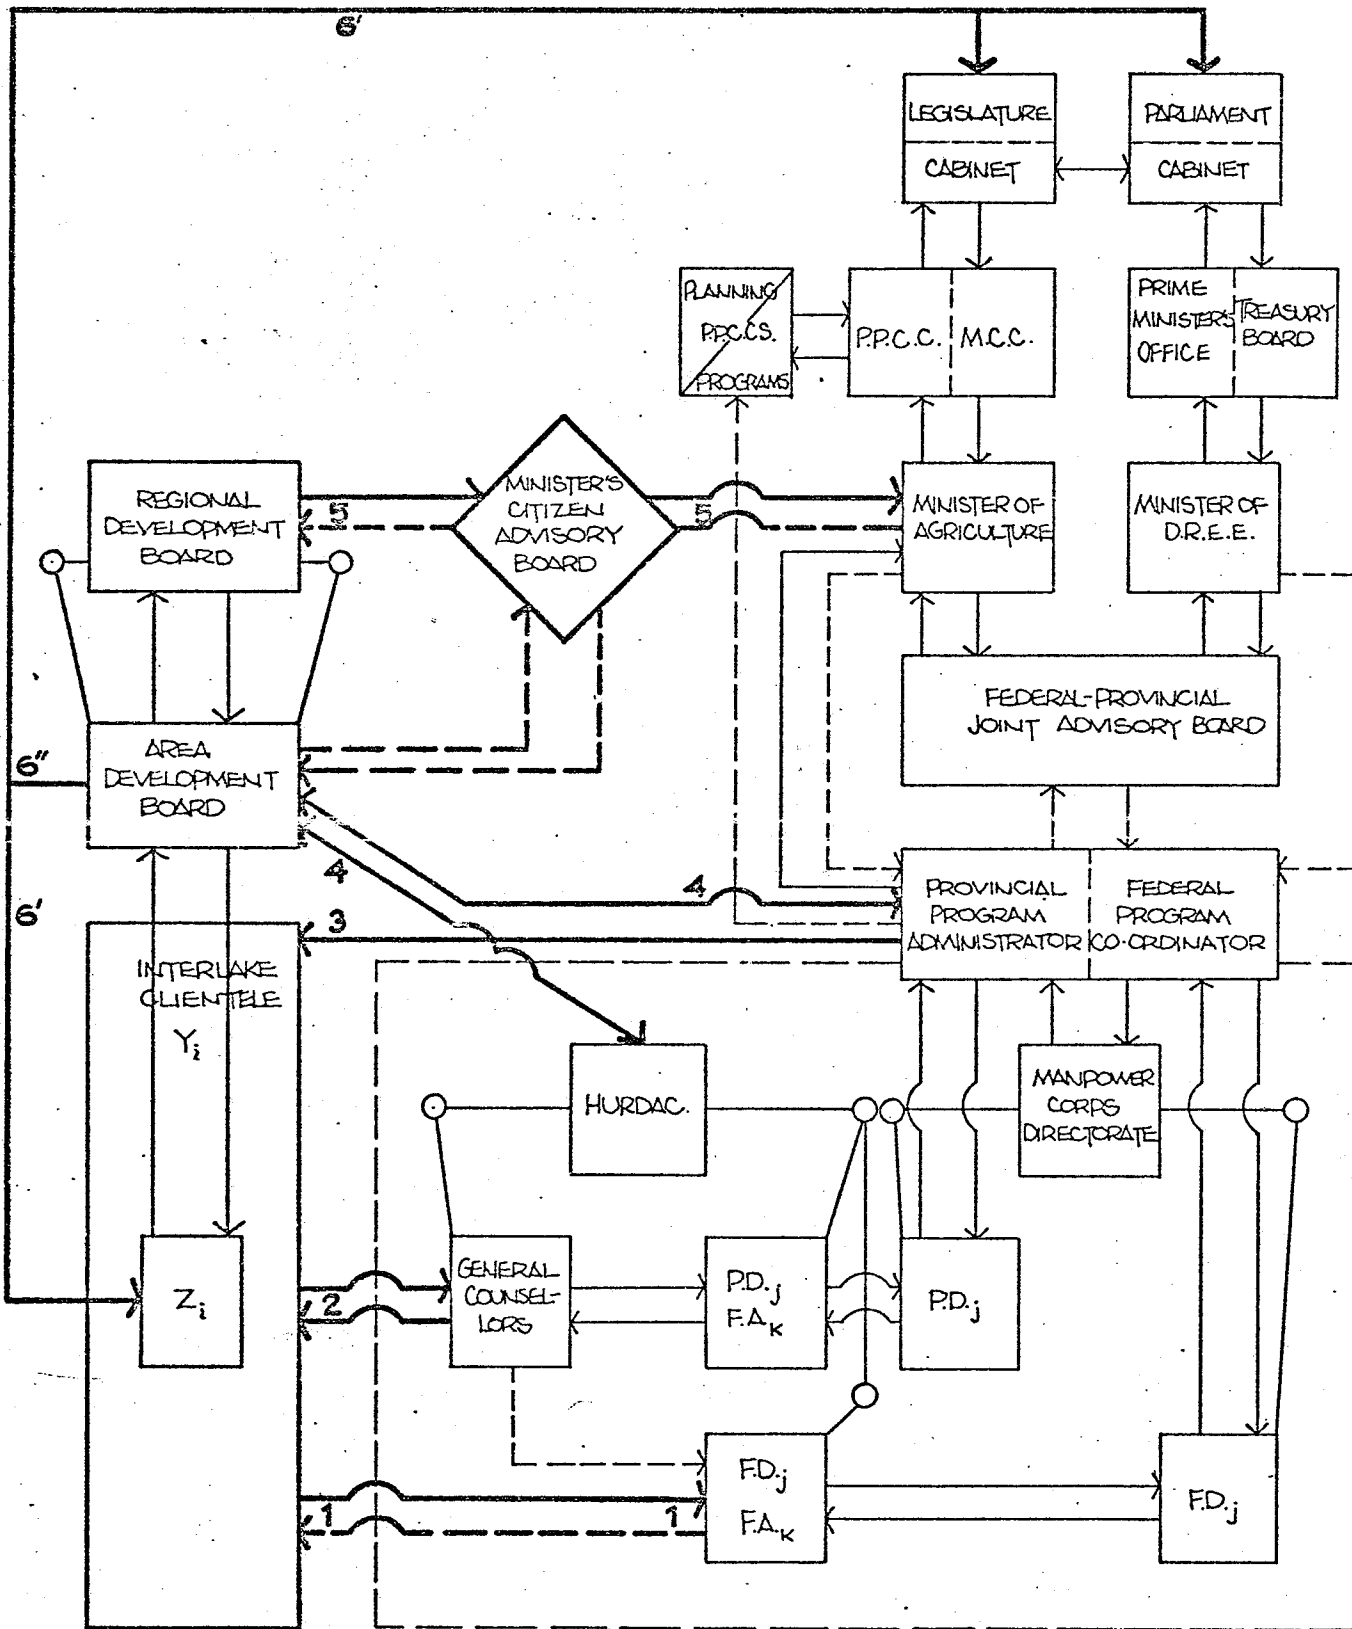 6'
LEGISLATURE
CABINET
PARLIAMENT
CABINET
PLANNING
P.P.C.CS.
PROGRAMS
P.P.C.C.
M.C.C.
PRIME
MINISTER'S
OFFICE
TREASURY
BOARD
REGIONAL
DEVELOPMENT
BOARD
5
MINISTER'S
CITIZEN
ADVISORY
BOARD
5
MINISTER OF
AGRICULTURE
MINISTER OF
D.R.E.E.
FEDERAL-PROVINCIAL
JOINT ADVISORY BOARD
6"
AREA
DEVELOPMENT
BOARD
4
4
6'
3
PROVINCIAL
PROGRAM
ADMINISTRATOR
FEDERAL
PROGRAM
CO-ORDINATOR
INTERLAKE
CLIENTELE
Yi
HURDAC.
MANPOWER
CORPS
DIRECTORATE
Zi
2
GENERAL
COUNSEL-
LORS
P.D.j
F.A.K
P.D.j
1
1
F.D.j
F.A.K
F.D.j